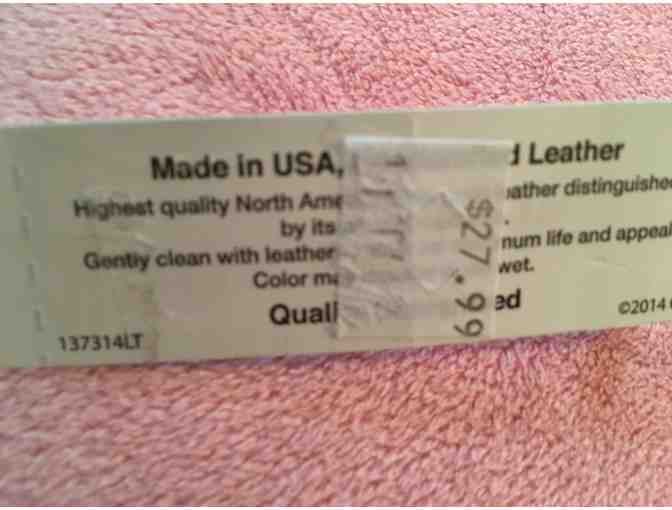 Made in USA, d Leather
Highest quality North Ame ather distinguished
by its .
Gently clean with leather num life and appeal
Color ma wet.
Quali ed
137314LT
©2014
$27.99